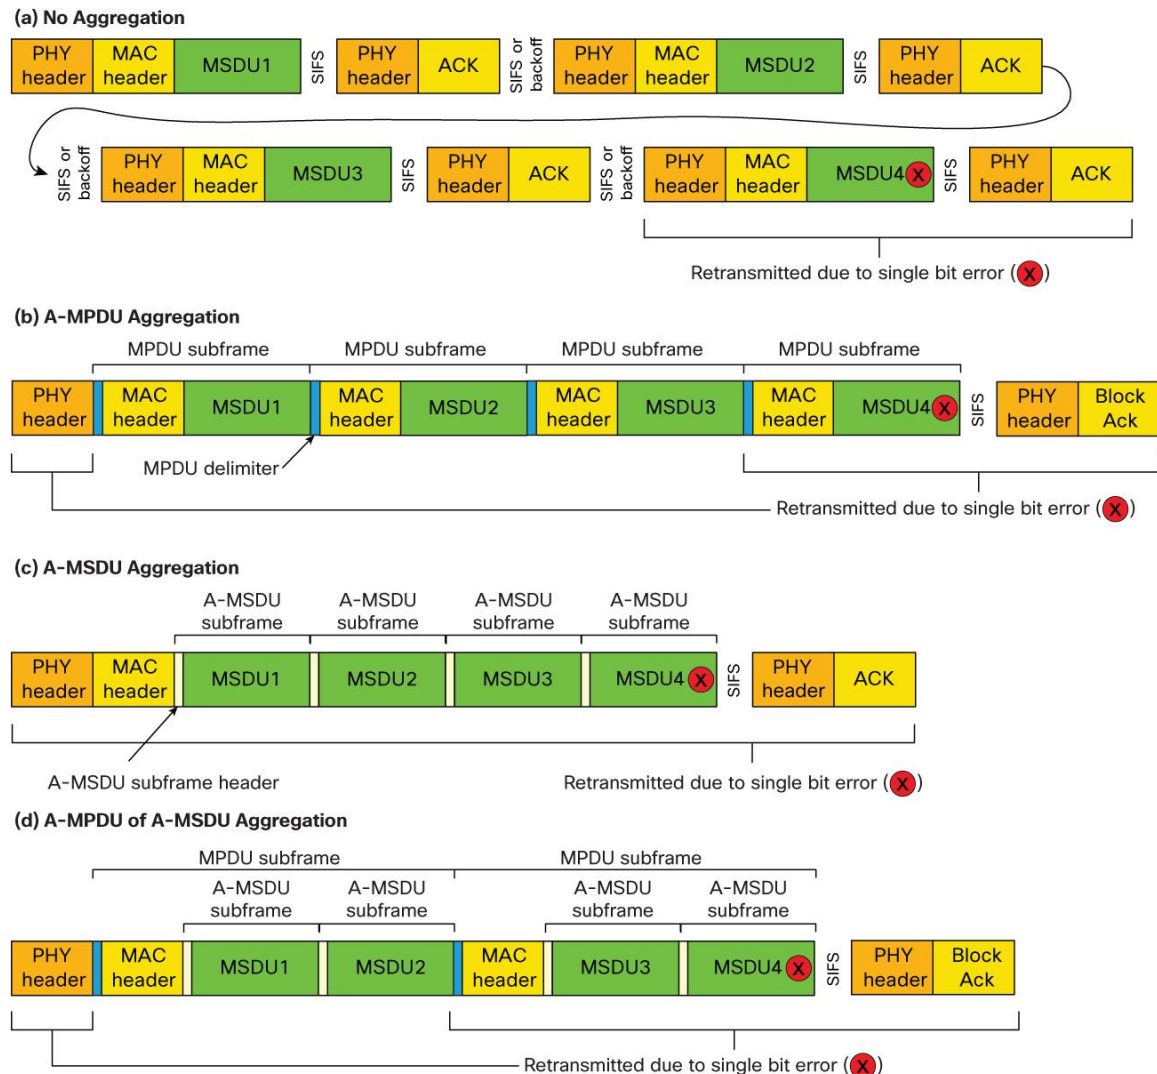 (a) No Aggregation
PHY header
MAC header
MSDU1
SIFS
PHY header
ACK
SIFS or backoff
PHY header
MAC header
MSDU2
SIFS
PHY header
ACK
SIFS or backoff
PHY header
MAC header
MSDU3
SIFS
PHY header
ACK
SIFS or backoff
PHY header
MAC header
MSDU4 X
SIFS
PHY header
ACK
Retransmitted due to single bit error (X)
(b) A-MPDU Aggregation
MPDU subframe
MPDU subframe
MPDU subframe
MPDU subframe
PHY header
MAC header
MSDU1
MAC header
MSDU2
MAC header
MSDU3
MAC header
MSDU4 X
SIFS
PHY header
Block Ack
MPDU delimiter
Retransmitted due to single bit error (X)
(c) A-MSDU Aggregation
A-MSDU subframe
A-MSDU subframe
A-MSDU subframe
A-MSDU subframe
PHY header
MAC header
MSDU1
MSDU2
MSDU3
MSDU4 X
SIFS
PHY header
ACK
A-MSDU subframe header
Retransmitted due to single bit error (X)
(d) A-MPDU of A-MSDU Aggregation
MPDU subframe
MPDU subframe
A-MSDU subframe
A-MSDU subframe
A-MSDU subframe
A-MSDU subframe
PHY header
MAC header
MSDU1
MSDU2
MAC header
MSDU3
MSDU4 X
SIFS
PHY header
Block Ack
Retransmitted due to single bit error (X)